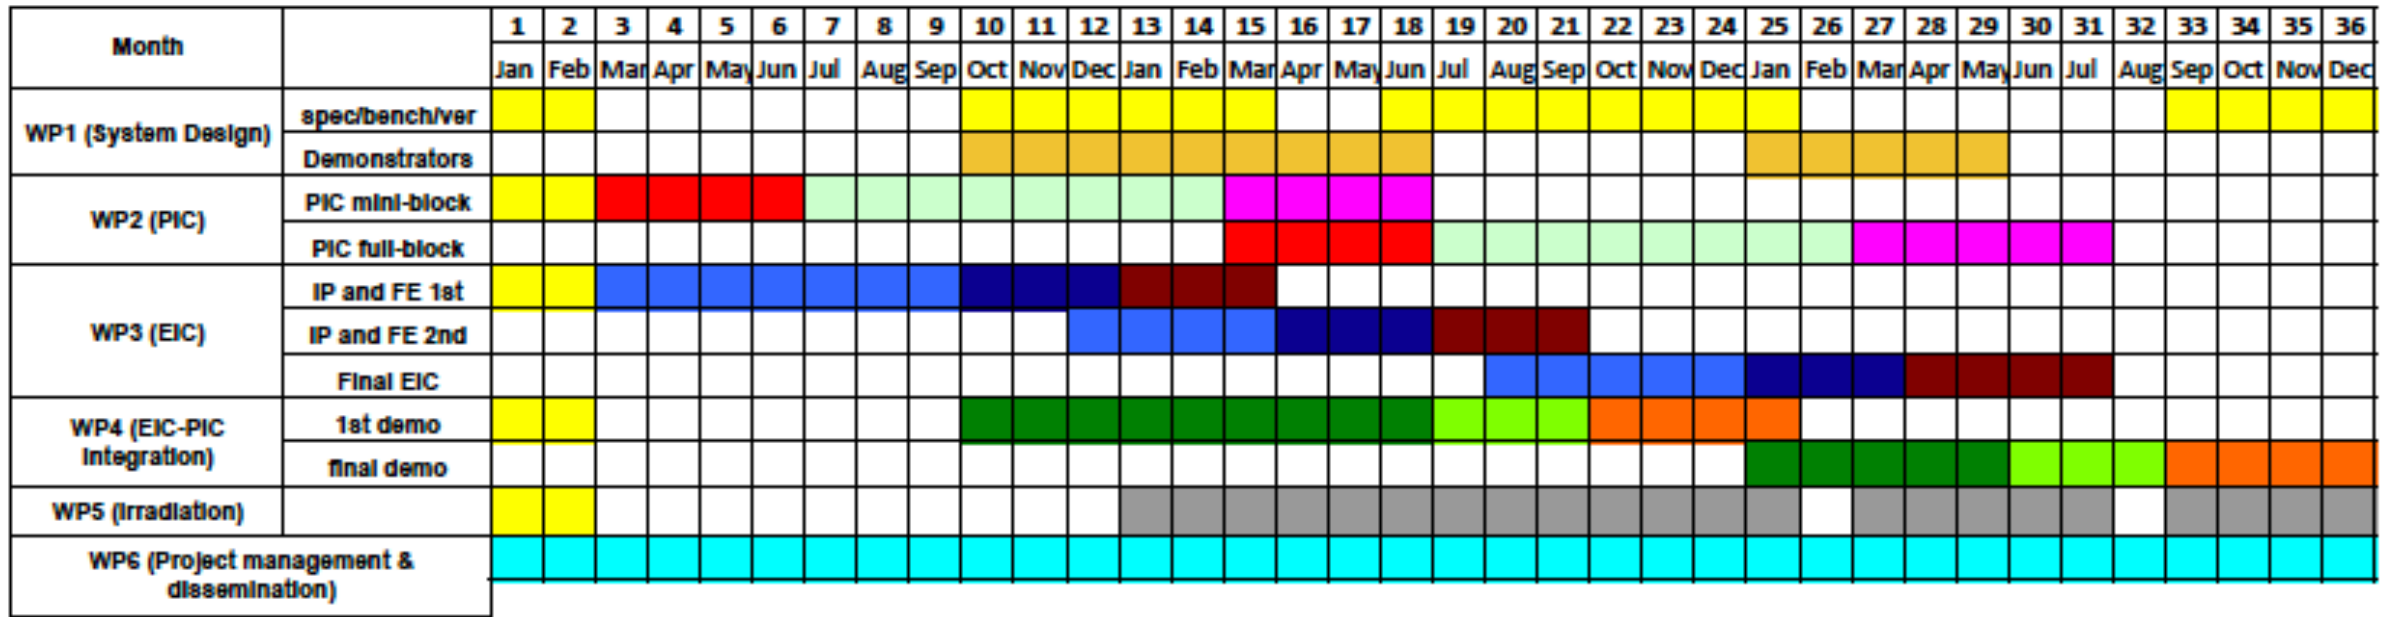 Month
1 2 3 4 5 6 7 8 9 10 11 12 13 14 15 16 17 18 19 20 21 22 23 24 25 26 27 28 29 30 31 32 33 34 35 36
Jan Feb Mar Apr May Jun Jul Aug Sep Oct Nov Dec Jan Feb Mar Apr May Jun Jul Aug Sep Oct Nov Dec Jan Feb Mar Apr May Jun Jul Aug Sep Oct Nov Dec
WP1 (System Design)
spec/bench/ver
Demonstrators
WP2 (PIC)
PIC mini-block
PIC full-block
WP3 (EIC)
IP and FE 1st
IP and FE 2nd
Final EIC
WP4 (EIC-PIC
Integration)
1st demo
final demo
WP5 (Irradiation)
WP6 (Project management &
dissemination)